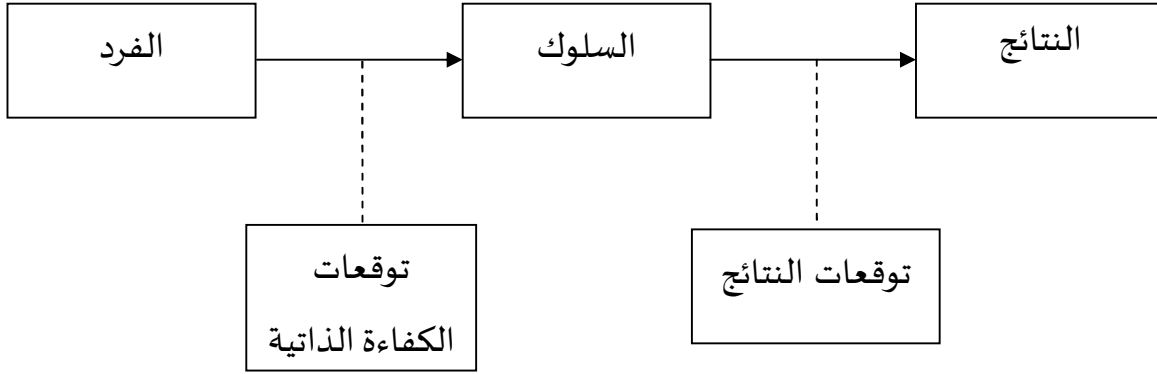 الفرد
السلوك
النتائج
توقعات
الكفاءة الذاتية
توقعات النتائج